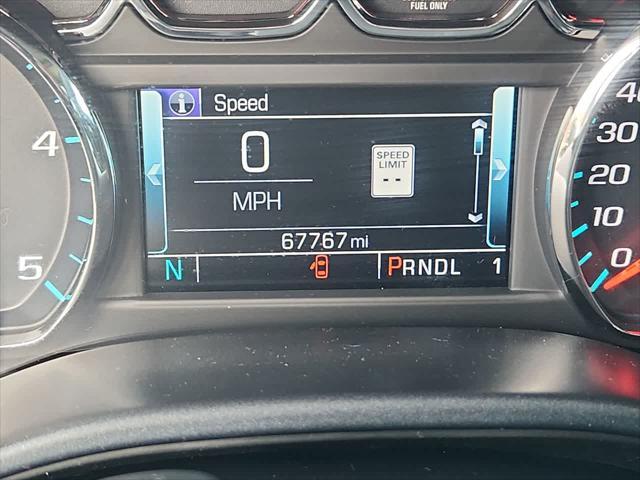 FUEL ONLY
i Speed
0
MPH
SPEED
LIMIT
--
67767 mi
N
PRNDL 1
4
5
40
30
20
10
0